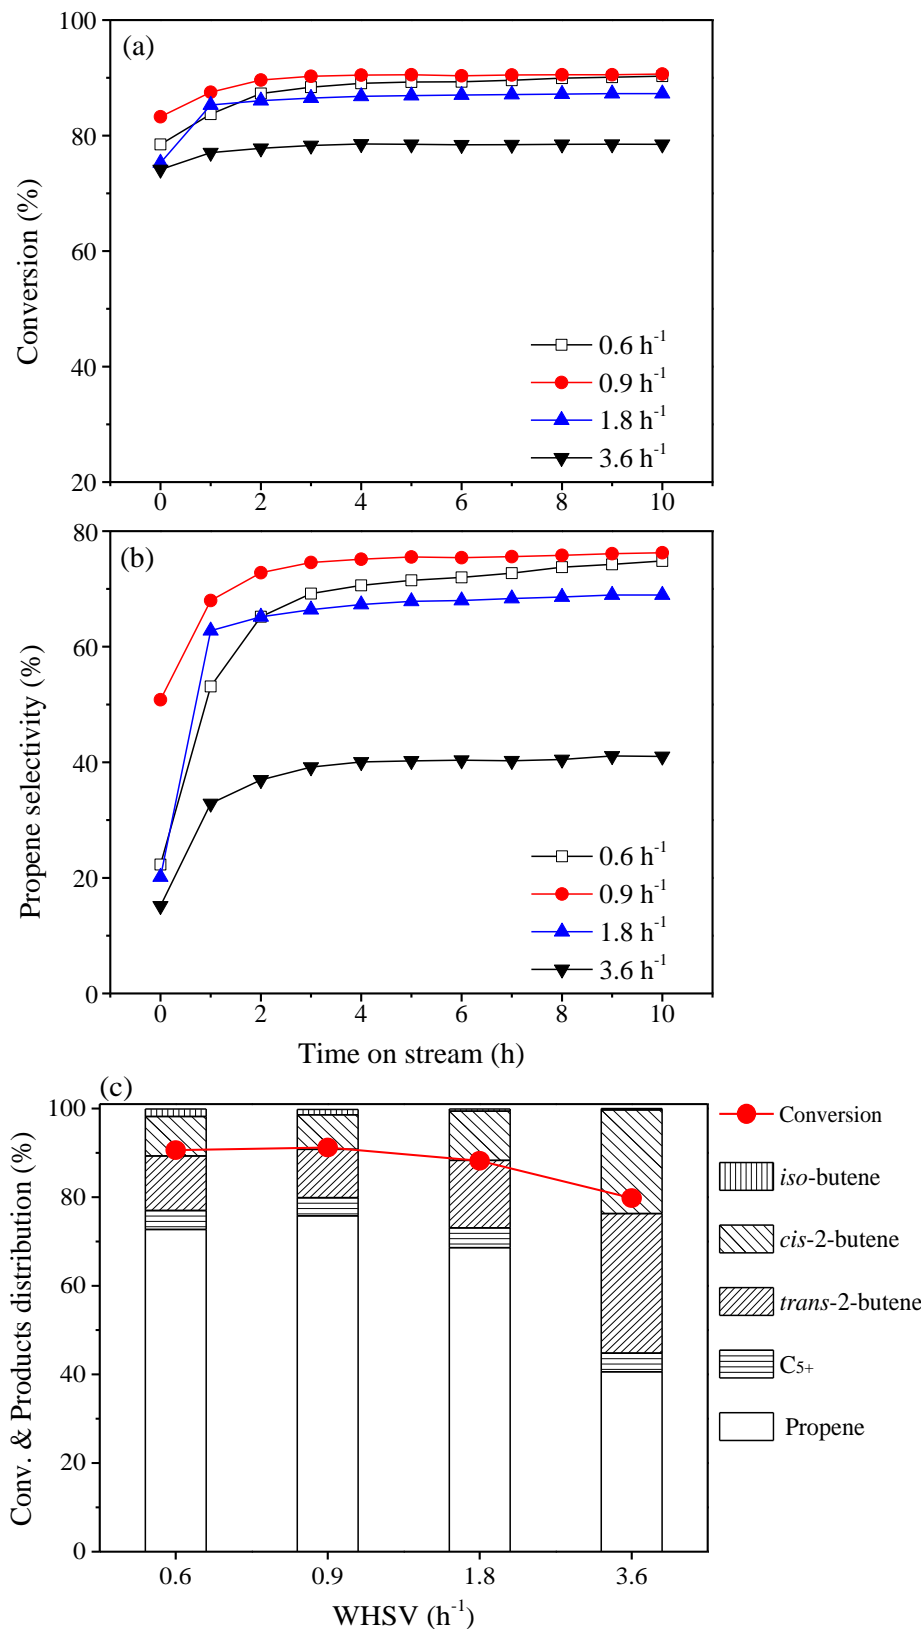 (a)
100
80
60
40
20
Conversion (%)
0.6 h⁻¹
0.9 h⁻¹
1.8 h⁻¹
3.6 h⁻¹
0 2 4 6 8 10
(b)
80
60
40
20
0
Propene selectivity (%)
0.6 h⁻¹
0.9 h⁻¹
1.8 h⁻¹
3.6 h⁻¹
0 2 4 6 8 10
Time on stream (h)
(c)
100
80
60
40
20
0
Conv. & Products distribution (%)
Conversion
iso-butene
cis-2-butene
trans-2-butene
C₅₊
Propene
0.6 0.9 1.8 3.6
WHSV (h⁻¹)